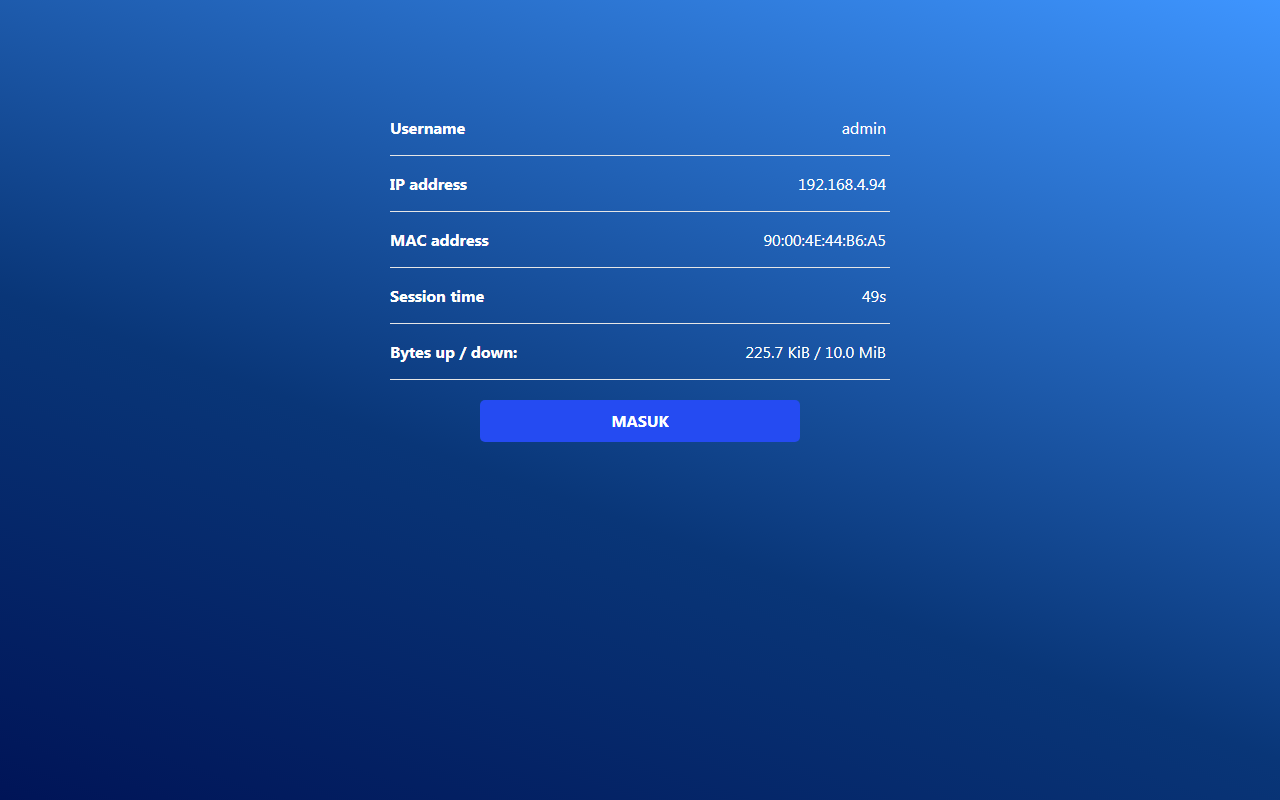 Username admin
IP address 192.168.4.94
MAC address 90:00:4E:44:B6:A5
Session time 49s
Bytes up / down: 225.7 KiB / 10.0 MiB
MASUK